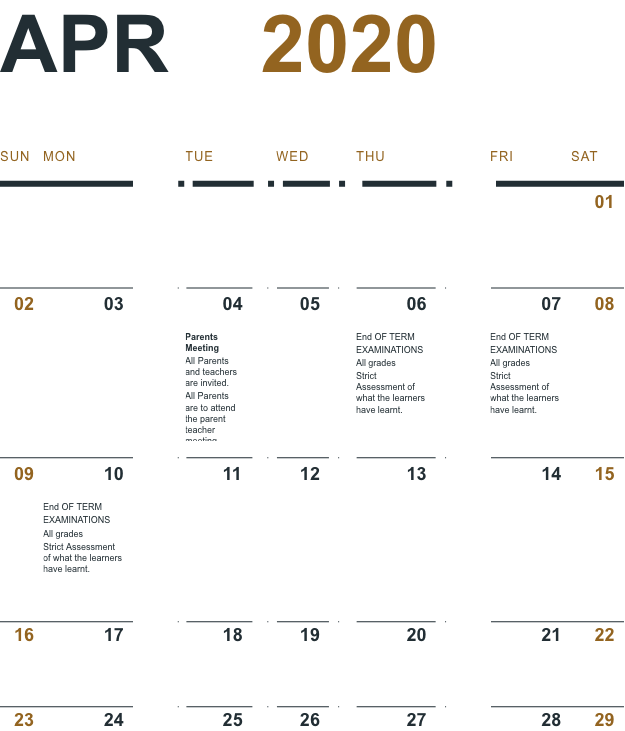 APR 2020
SUN MON TUE WED THU FRI SAT
01
02 03 04 05 06 07 08
Parents
Meeting
All Parents
and teachers
are invited.
All Parents
are to attend
the parent
teacher
meeting
End OF TERM
EXAMINATIONS
All grades
Strict
Assessment of
what the learners
have learnt.
End OF TERM
EXAMINATIONS
All grades
Strict
Assessment of
what the learners
have learnt.
09 10 11 12 13 14 15
End OF TERM
EXAMINATIONS
All grades
Strict Assessment
of what the learners
have learnt.
16 17 18 19 20 21 22
23 24 25 26 27 28 29